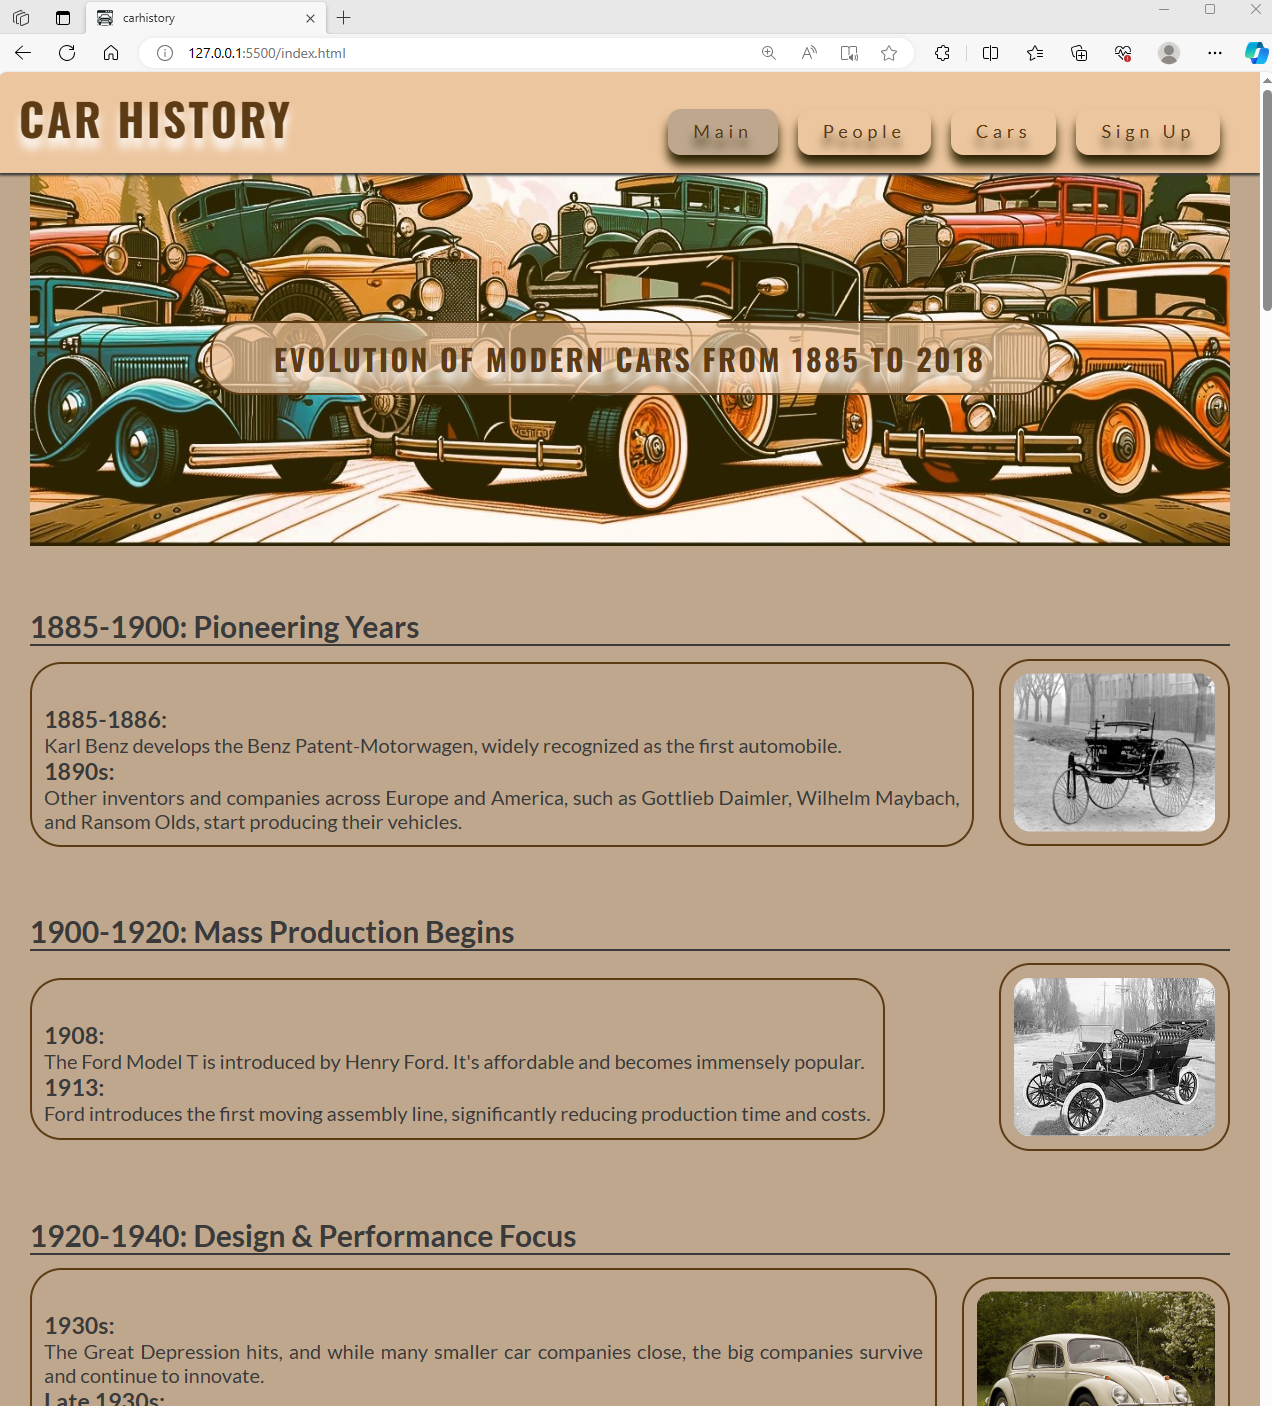 carhistory
127.0.0.1:5500/index.html
CAR HISTORY
Main
People
Cars
Sign Up
EVOLUTION OF MODERN CARS FROM 1885 TO 2018
1885-1900: Pioneering Years
1885-1886:
Karl Benz develops the Benz Patent-Motorwagen, widely recognized as the first automobile.
1890s:
Other inventors and companies across Europe and America, such as Gottlieb Daimler, Wilhelm Maybach,
and Ransom Olds, start producing their vehicles.
1900-1920: Mass Production Begins
1908:
The Ford Model T is introduced by Henry Ford. It's affordable and becomes immensely popular.
1913:
Ford introduces the first moving assembly line, significantly reducing production time and costs.
1920-1940: Design & Performance Focus
1930s:
The Great Depression hits, and while many smaller car companies close, the big companies survive
and continue to innovate.
Late 1930s: